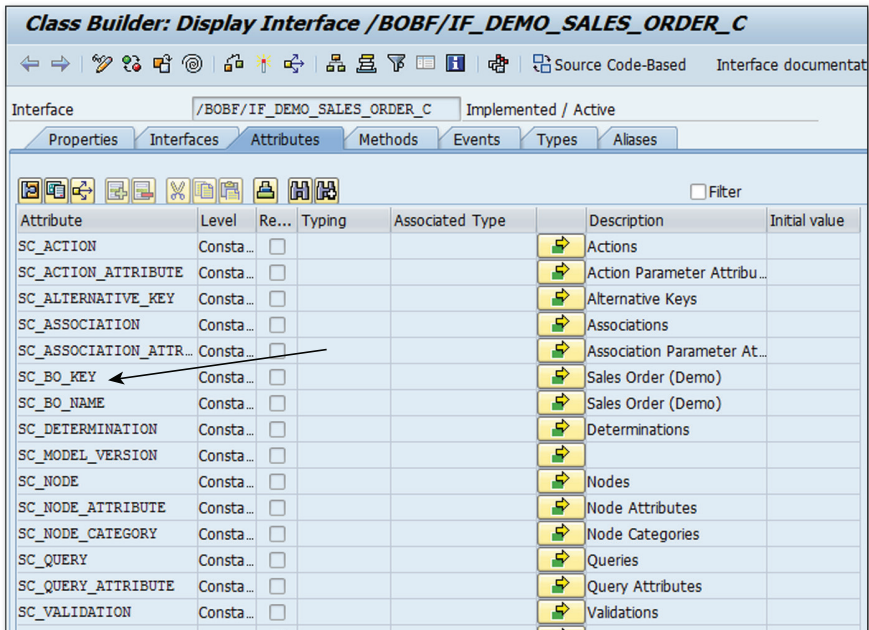 Class Builder: Display Interface /BOBF/IF_DEMO_SALES_ORDER_C
Source Code-Based Interface documentat
Interface /BOBF/IF_DEMO_SALES_ORDER_C Implemented / Active
Properties Interfaces Attributes Methods Events Types Aliases
Filter
Attribute Level Re... Typing Associated Type Description Initial value
SC_ACTION Consta... Actions
SC_ACTION_ATTRIBUTE Consta... Action Parameter Attribu...
SC_ALTERNATIVE_KEY Consta... Alternative Keys
SC_ASSOCIATION Consta... Associations
SC_ASSOCIATION_ATTR... Consta... Association Parameter At...
SC_BO_KEY Consta... Sales Order (Demo)
SC_BO_NAME Consta... Sales Order (Demo)
SC_DETERMINATION Consta... Determinations
SC_MODEL_VERSION Consta...
SC_NODE Consta... Nodes
SC_NODE_ATTRIBUTE Consta... Node Attributes
SC_NODE_CATEGORY Consta... Node Categories
SC_QUERY Consta... Queries
SC_QUERY_ATTRIBUTE Consta... Query Attributes
SC_VALIDATION Consta... Validations